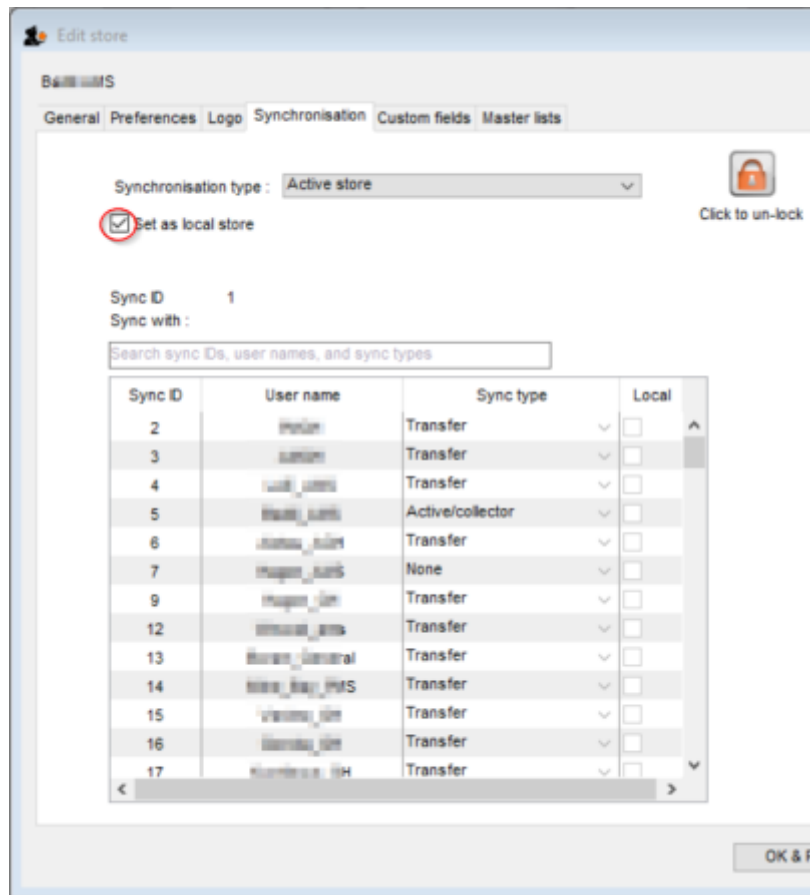 Edit store
General Preferences Logo Synchronisation Custom fields Master lists
Synchronisation type : Active store
Click to un-lock
Set as local store
Sync ID 1
Sync with :
Search sync IDs, user names, and sync types
Sync ID User name Sync type Local
2 Transfer
3 Transfer
4 Transfer
5 Active/collector
6 Transfer
7 None
9 Transfer
12 Transfer
13 Transfer
14 Transfer
15 Transfer
16 Transfer
17 Transfer
OK &